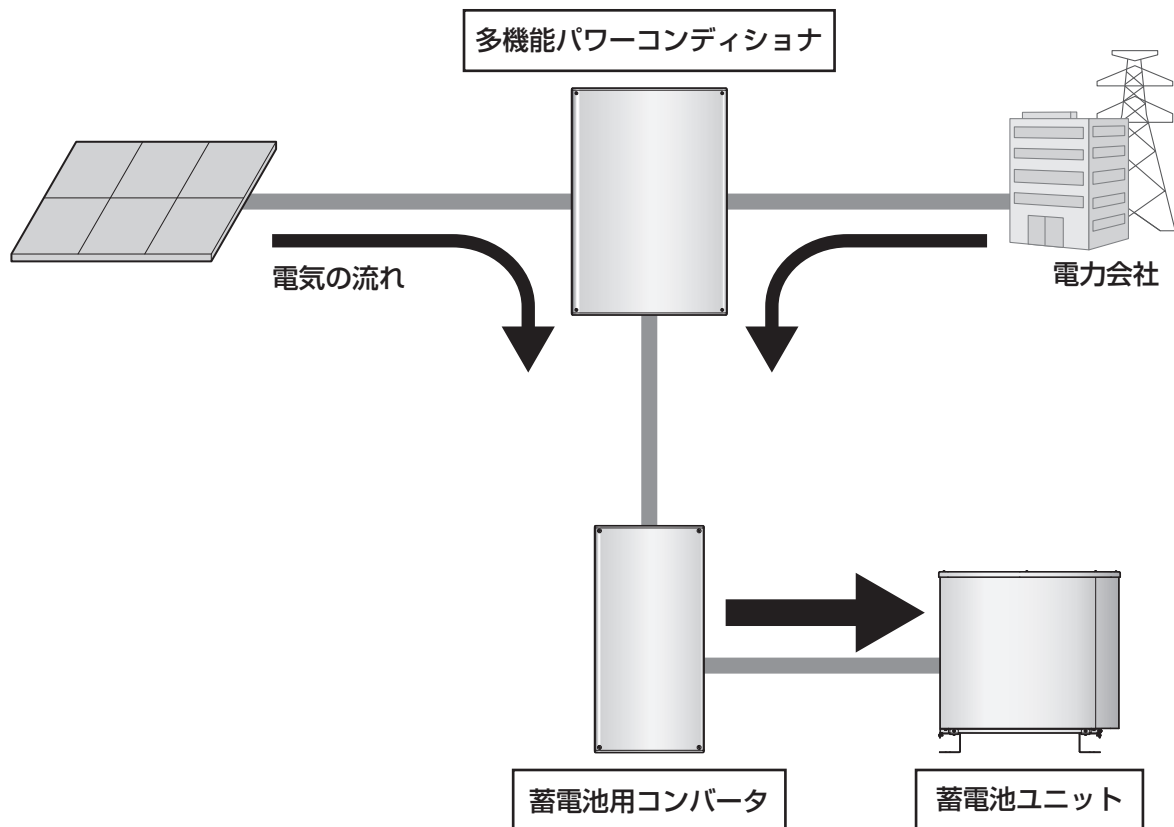 多機能パワーコンディショナ
電気の流れ
電力会社
蓄電池用コンバータ
蓄電池ユニット